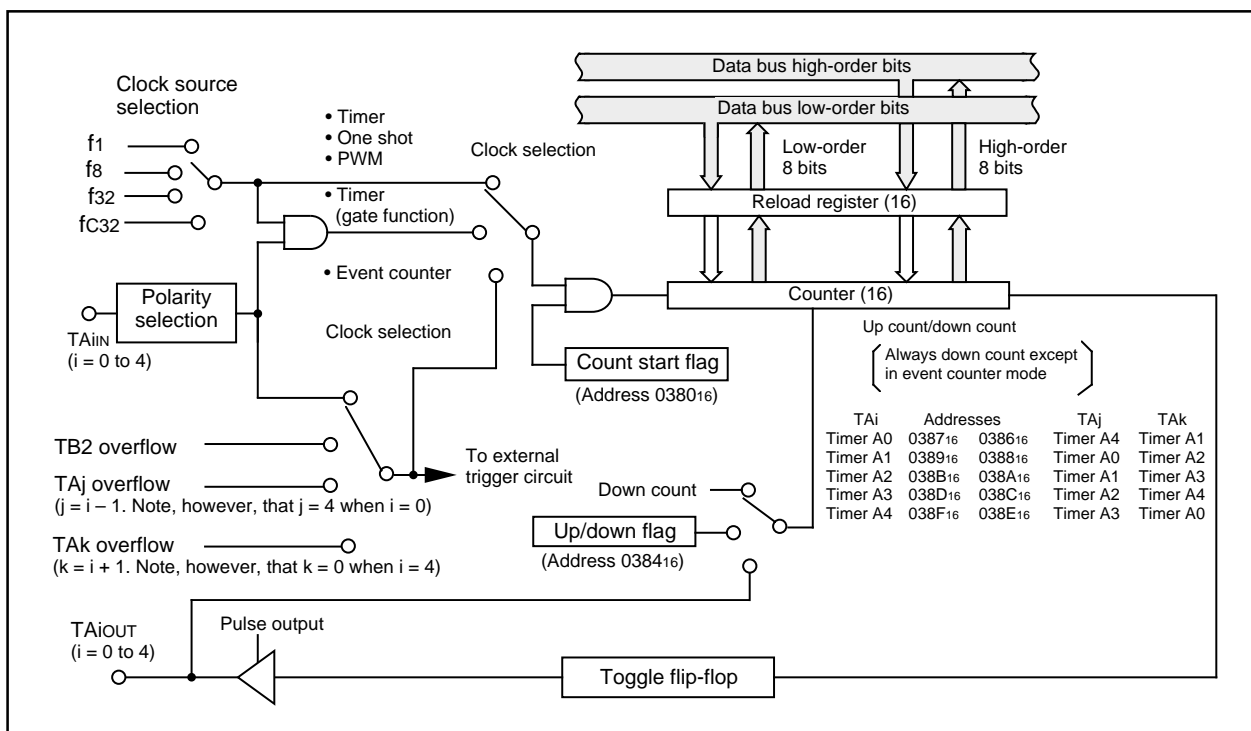 Data bus high-order bits
Data bus low-order bits
Clock source
selection
f1
f8
f32
fC32
• Timer
• One shot
• PWM
• Timer
(gate function)
• Event counter
Clock selection
Low-order
8 bits
High-order
8 bits
Reload register (16)
Counter (16)
Polarity
selection
TAiIN
(i = 0 to 4)
Clock selection
Count start flag
(Address 038016)
Up count/down count
Always down count except
in event counter mode
TAi Addresses TAj TAk
Timer A0 038716 038616 Timer A4 Timer A1
Timer A1 038916 038816 Timer A0 Timer A2
Timer A2 038B16 038A16 Timer A1 Timer A3
Timer A3 038D16 038C16 Timer A2 Timer A4
Timer A4 038F16 038E16 Timer A3 Timer A0
TB2 overflow
TAj overflow
(j = i – 1. Note, however, that j = 4 when i = 0)
TAk overflow
(k = i + 1. Note, however, that k = 0 when i = 4)
To external
trigger circuit
Down count
Up/down flag
(Address 038416)
TAiOUT
(i = 0 to 4)
Pulse output
Toggle flip-flop